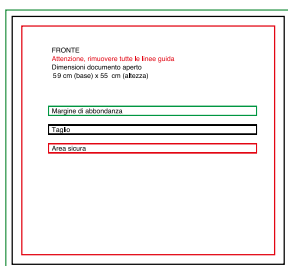 FRONTE
Attenzione, rimuovere tutte le linee guida
Dimensioni documento aperto
59 cm (base) x 55 cm (altezza)
Margine di abbondanza
Taglio
Area sicura